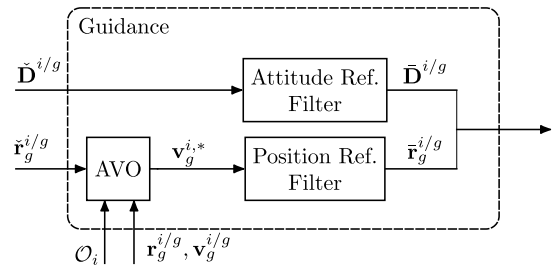 Guidance
Ď^{i/g}
Attitude Ref.
Filter
D̄^{i/g}
ř_g^{i/g}
AVO
v_g^{i,*}
Position Ref.
Filter
r̄_g^{i/g}
𝒪_i
r_g^{i/g}, v_g^{i/g}